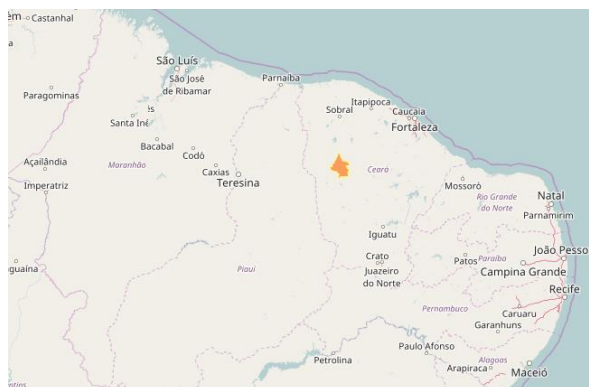 Castanhal
São Luís
São José
de Ribamar
Parnaíba
Paragominas
Itapipoca
Sobral
Caucaia
Fortaleza
Santa Iné
Bacabal
Codó
Açailândia
Maranhão
Caxias
Teresina
Ceará
Imperatriz
Mossoró
Rio Grande
do Norte
Natal
Parnamirim
Iguatu
João Pesso
Crato
Juazeiro
do Norte
Patos
Paraíba
Campina Grande
Piauí
Recife
Pernambuco
Caruaru
Garanhuns
Petrolina
Paulo Afonso
Arapiraca
Alagoas
Maceió